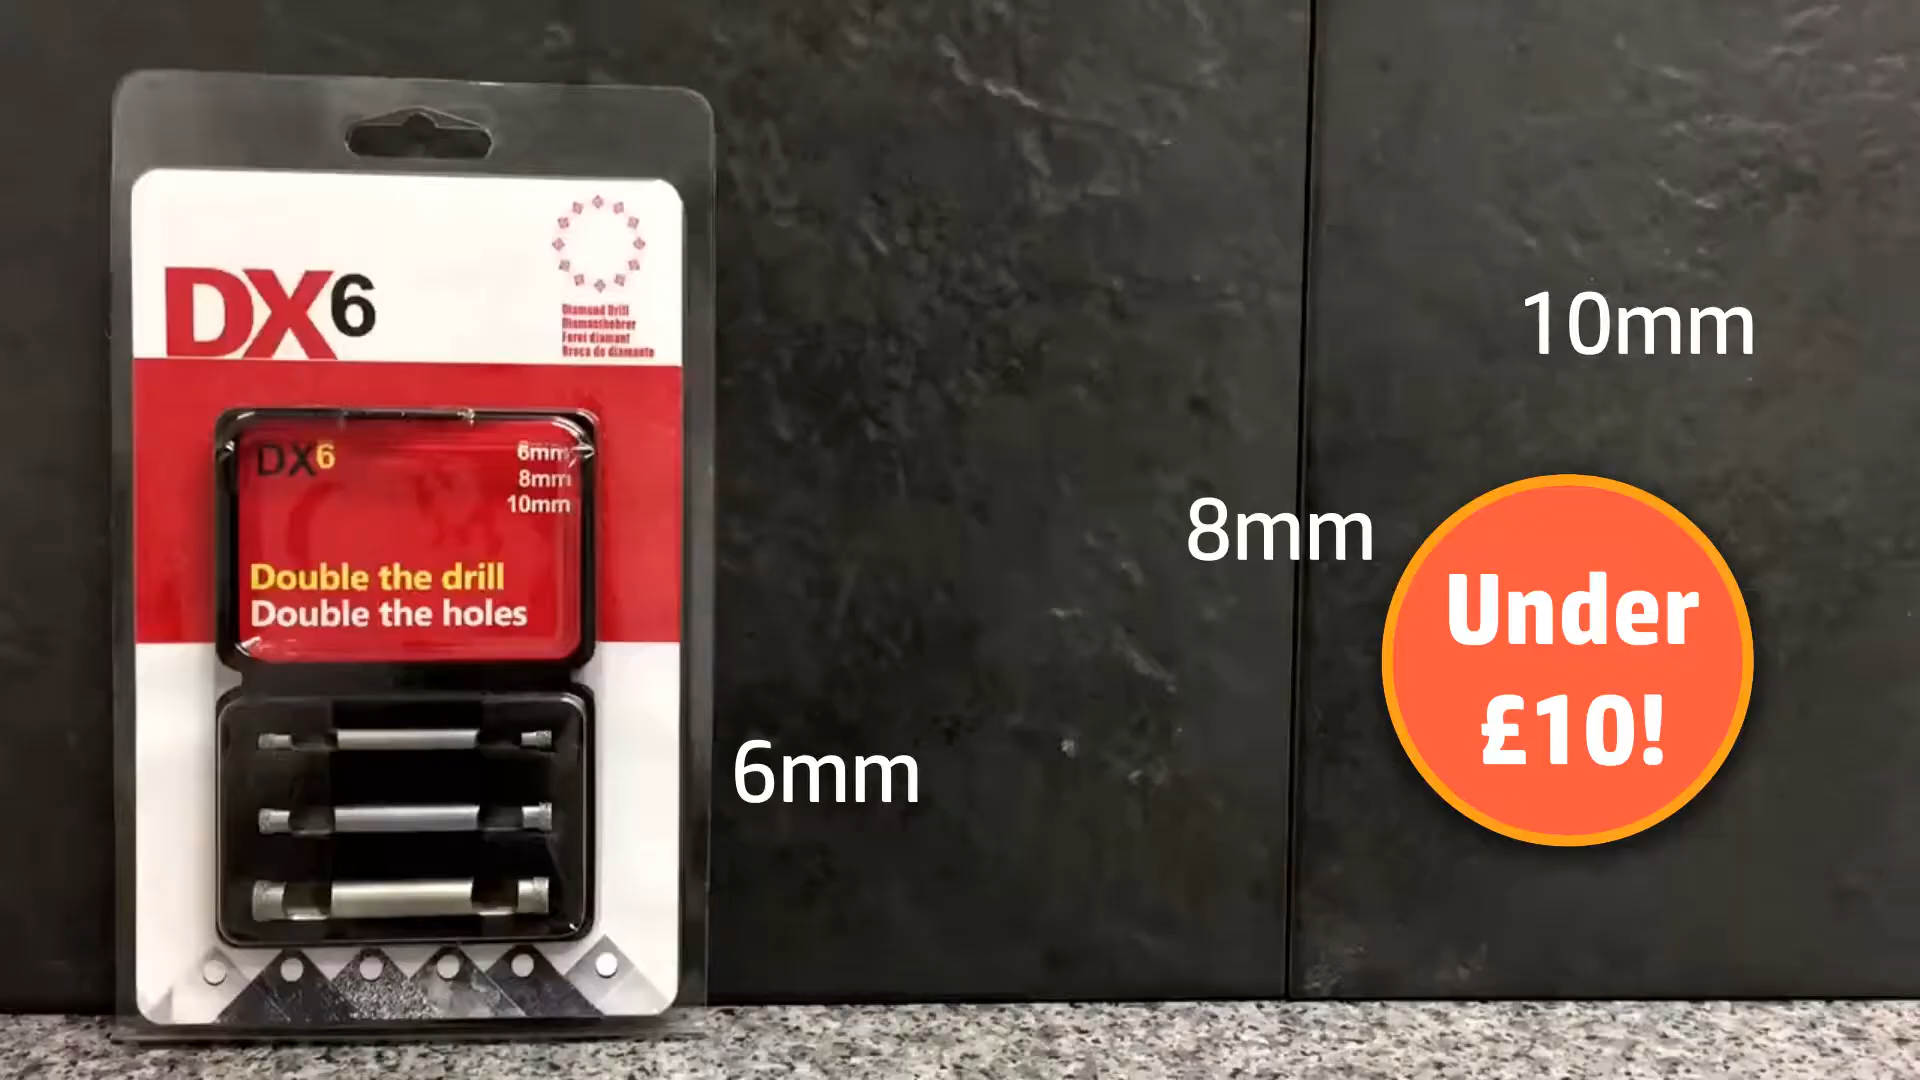 DX6
Diamond Drill
Diamantbohrer
Foret diamant
Broca de diamante
DX6
6mm
8mm
10mm
Double the drill
Double the holes
6mm
8mm
10mm
Under
£10!